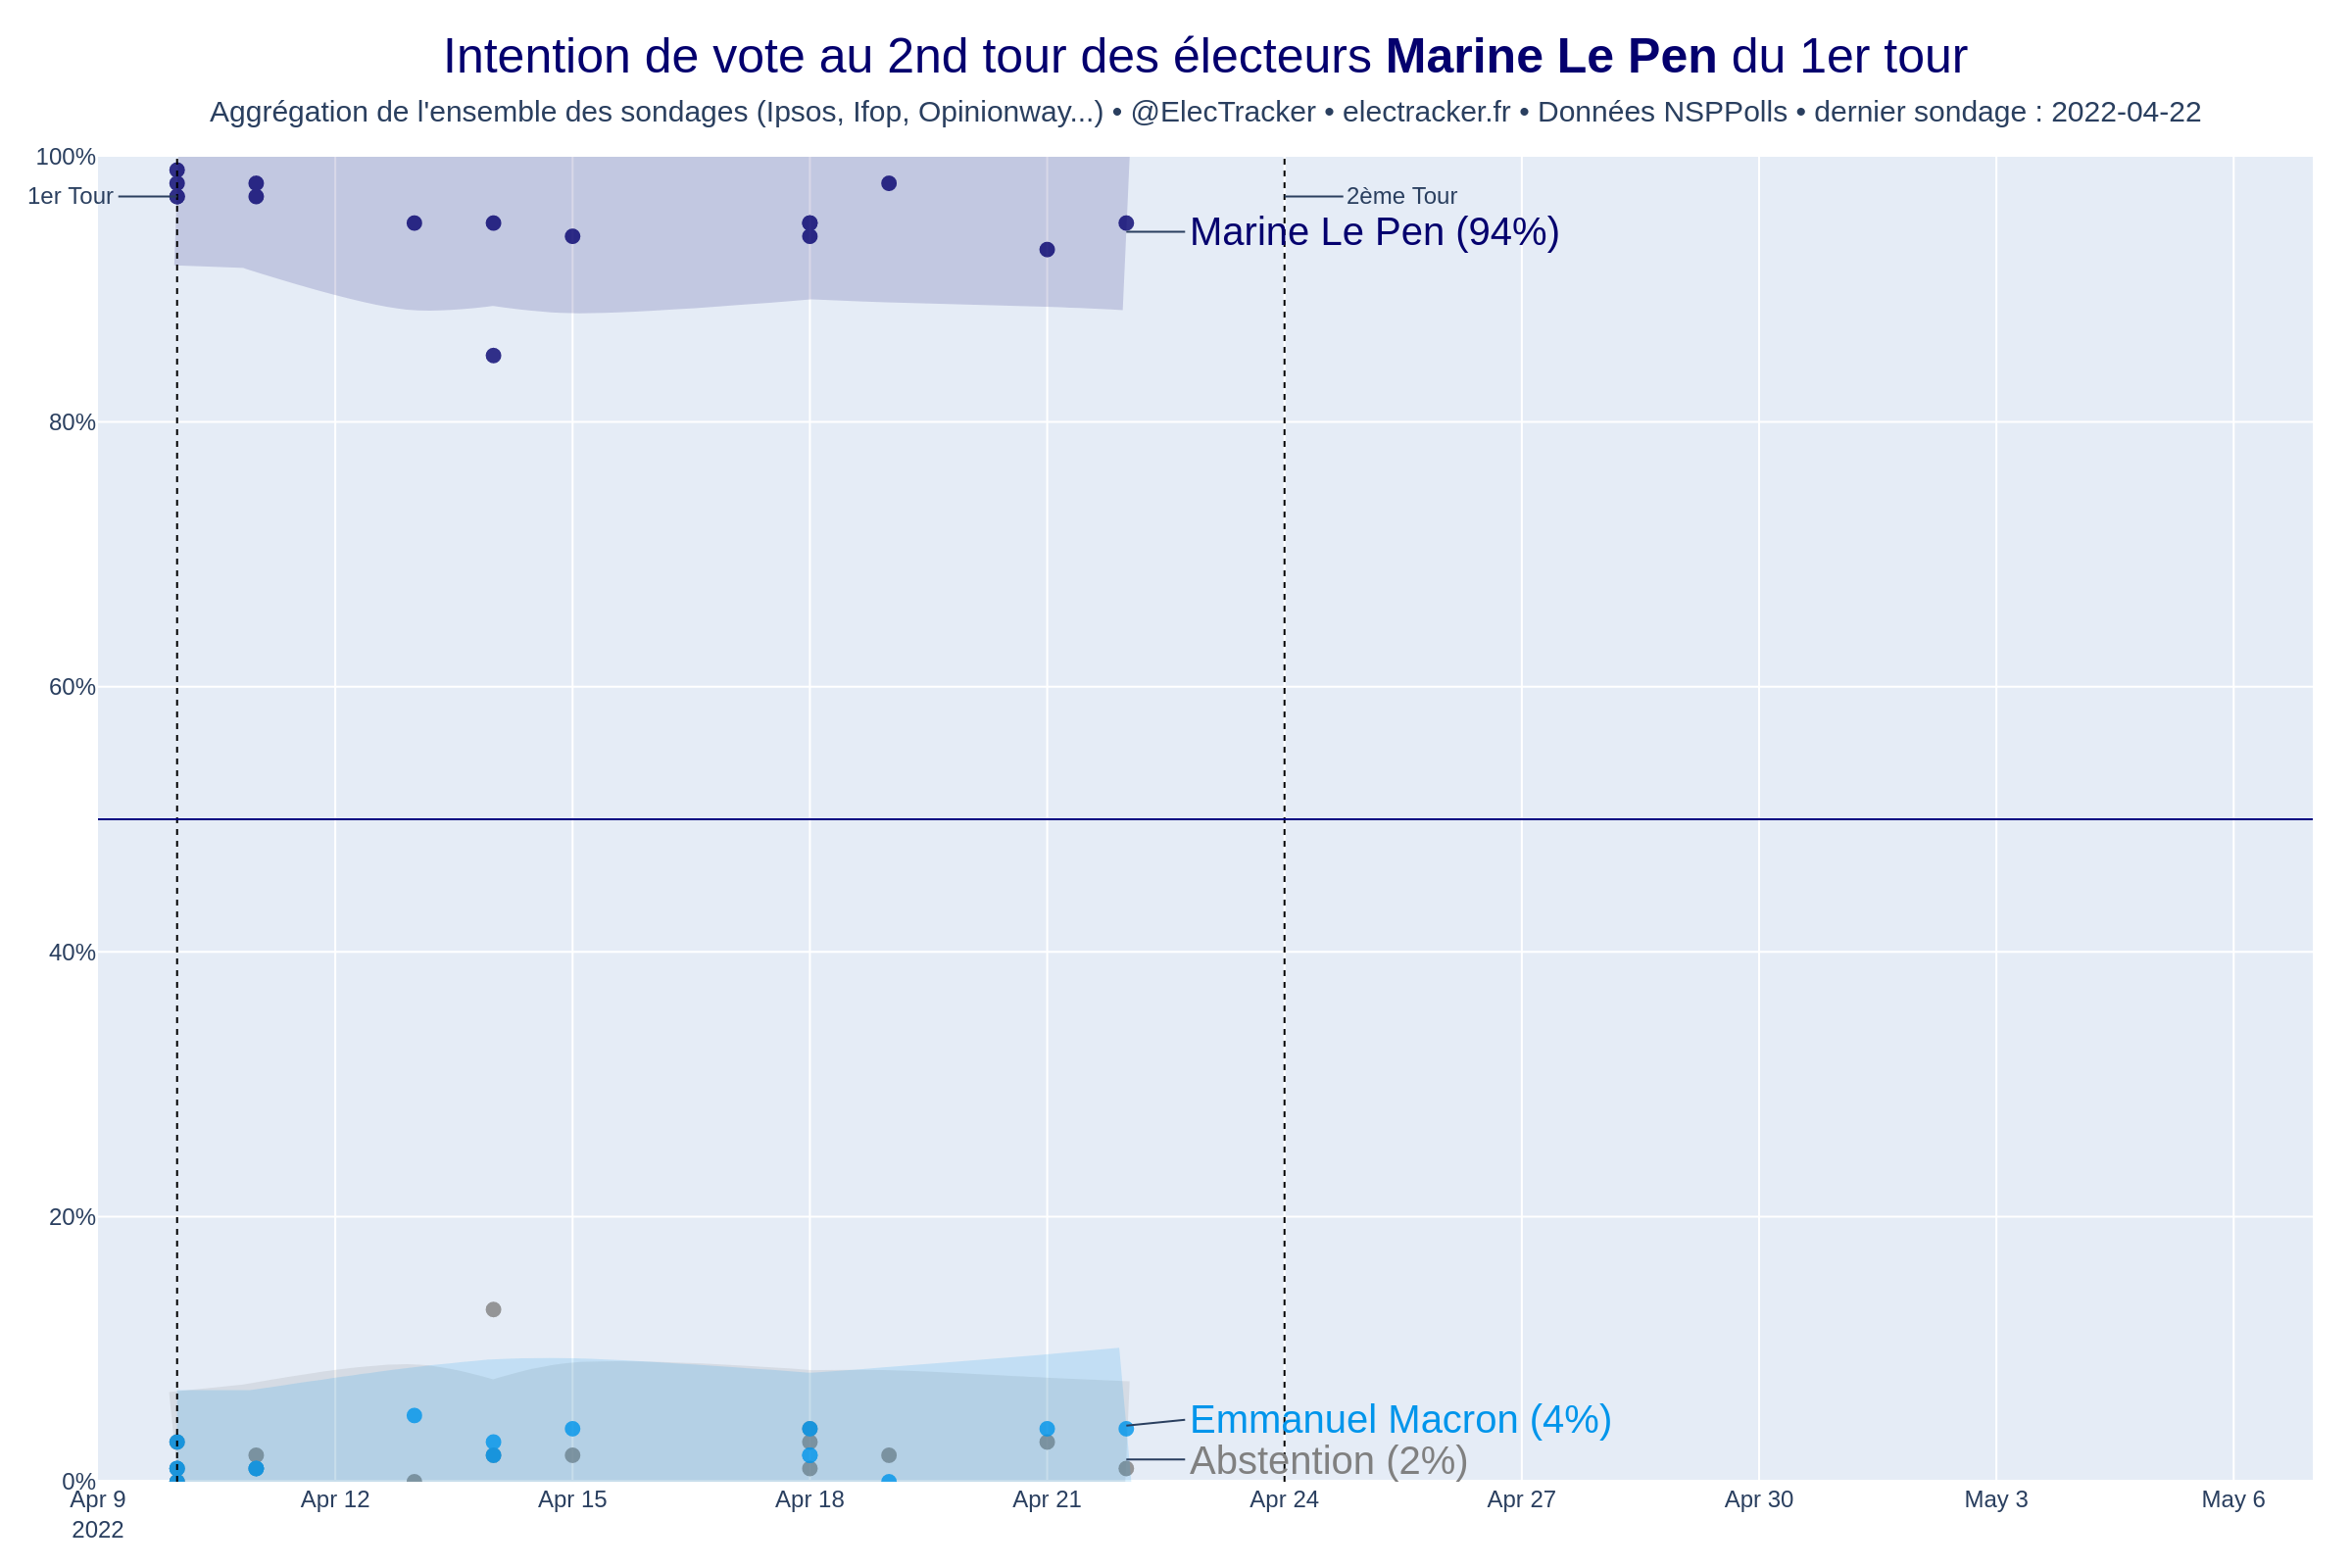 Intention de vote au 2nd tour des électeurs Marine Le Pen du 1er tour
Aggrégation de l'ensemble des sondages (Ipsos, Ifop, Opinionway...) • @ElecTracker • electracker.fr • Données NSPPolls • dernier sondage : 2022-04-22
100%
1er Tour
2ème Tour
Marine Le Pen (94%)
80%
60%
40%
20%
Emmanuel Macron (4%)
Abstention (2%)
0%
Apr 9 Apr 12 Apr 15 Apr 18 Apr 21 Apr 24 Apr 27 Apr 30 May 3 May 6
2022